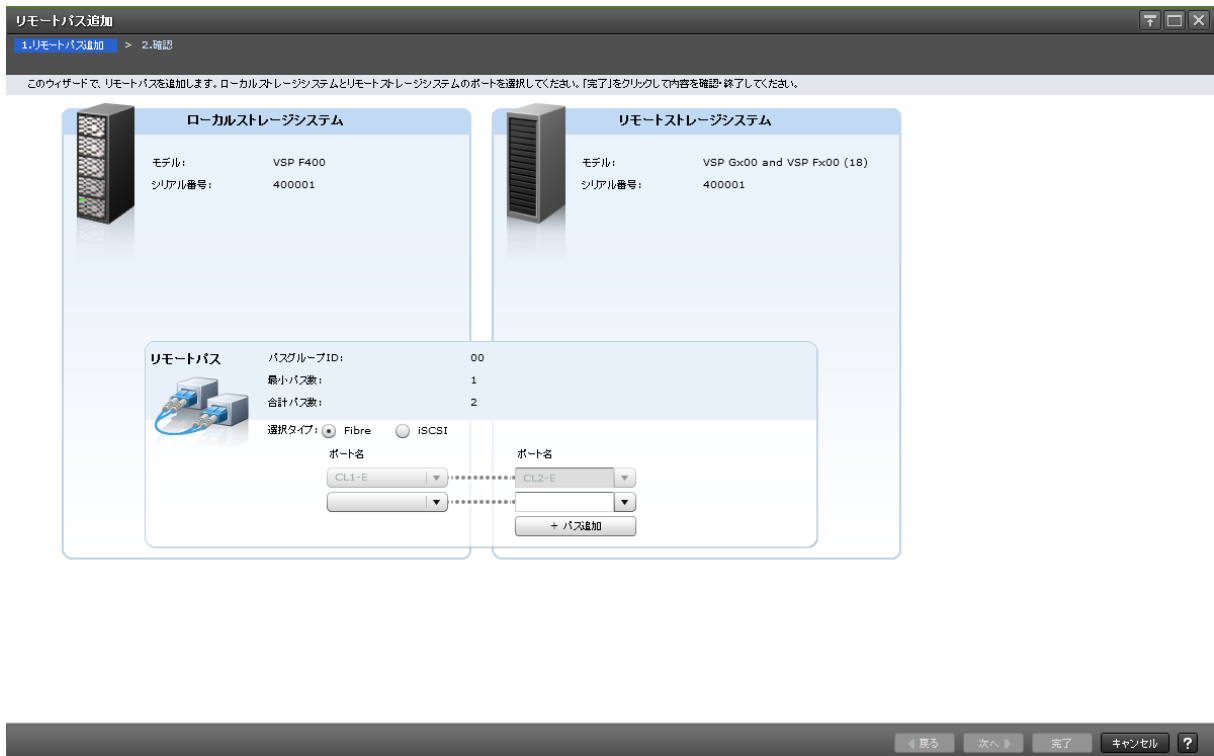 リモートパス追加
1.リモートパス追加 > 2.確認
このウィザードで、リモートパスを追加します。ローカルストレージシステムとリモートストレージシステムのポートを選択してください。「完了」をクリックして内容を確認・終了してください。
ローカルストレージシステム
モデル: VSP F400
シリアル番号: 400001
リモートストレージシステム
モデル: VSP Gx00 and VSP Fx00 (18)
シリアル番号: 400001
リモートパス
パスグループID: 00
最小パス数: 1
合計パス数: 2
選択タイプ: Fibre iSCSI
ポート名 ポート名
CL1-E CL2-E
+ パス追加
戻る 次へ 完了 キャンセル ?